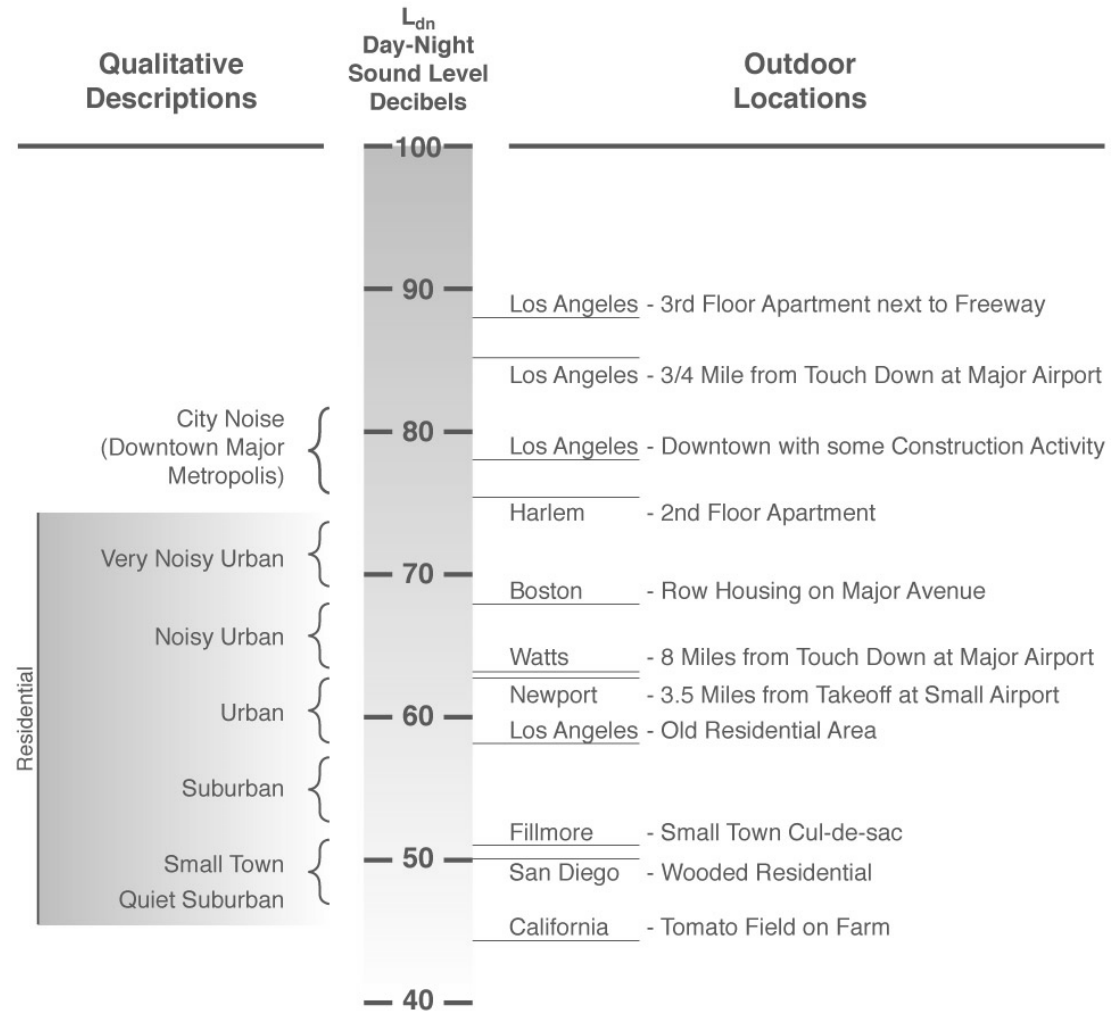 Qualitative
Descriptions
L_dn
Day-Night
Sound Level
Decibels
Outdoor
Locations
100
90
Los Angeles - 3rd Floor Apartment next to Freeway
Los Angeles - 3/4 Mile from Touch Down at Major Airport
City Noise
(Downtown Major
Metropolis)
80
Los Angeles - Downtown with some Construction Activity
Harlem - 2nd Floor Apartment
Residential
Very Noisy Urban
70
Boston - Row Housing on Major Avenue
Noisy Urban
Watts - 8 Miles from Touch Down at Major Airport
Newport - 3.5 Miles from Takeoff at Small Airport
Urban
60
Los Angeles - Old Residential Area
Suburban
Fillmore - Small Town Cul-de-sac
Small Town
50
San Diego - Wooded Residential
Quiet Suburban
California - Tomato Field on Farm
40